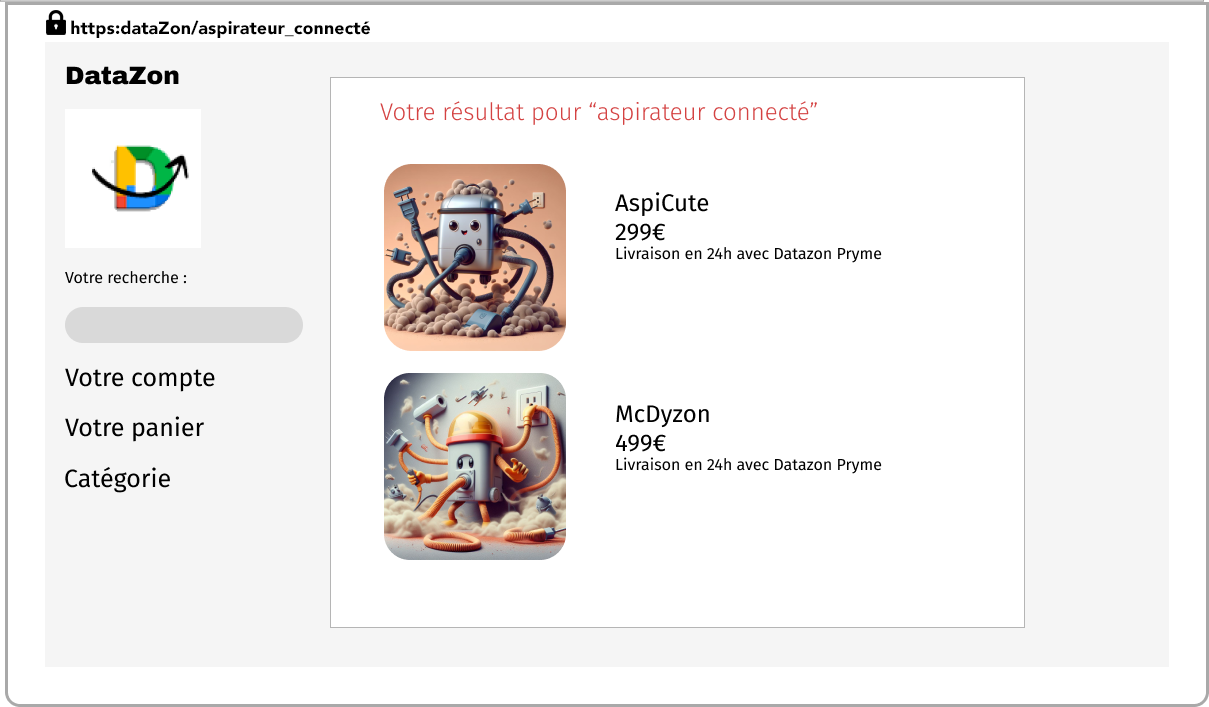 https:dataZon/aspirateur_connecté
DataZon
D
Votre recherche :
Votre compte
Votre panier
Catégorie
Votre résultat pour “aspirateur connecté”
AspiCute
299€
Livraison en 24h avec Datazon Pryme
McDyzon
499€
Livraison en 24h avec Datazon Pryme